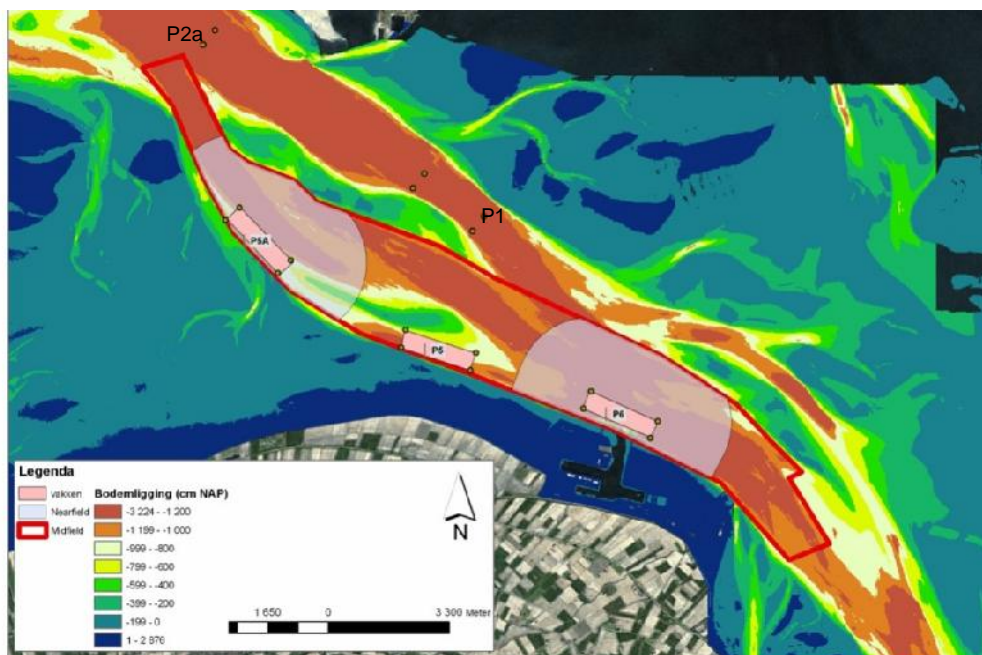 P2a
P1
P5A
P5
P6
Legenda
vakken
Nearfield
Midfield
Bodemligging (cm NAP)
-3 224 - -1 200
-1 199 - -1 000
-999 - -800
-799 - -600
-599 - -400
-399 - -200
-199 - 0
1 - 2 876
N
1 650 0 3 300 Meter